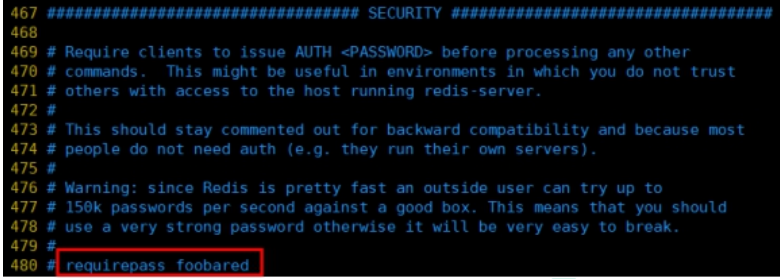 467 ################################ SECURITY ###################################
468
469 # Require clients to issue AUTH <PASSWORD> before processing any other
470 # commands.  This might be useful in environments in which you do not trust
471 # others with access to the host running redis-server.
472 #
473 # This should stay commented out for backward compatibility and because most
474 # people do not need auth (e.g. they run their own servers).
475 #
476 # Warning: since Redis is pretty fast an outside user can try up to
477 # 150k passwords per second against a good box. This means that you should
478 # use a very strong password otherwise it will be very easy to break.
479 #
480 # requirepass foobared